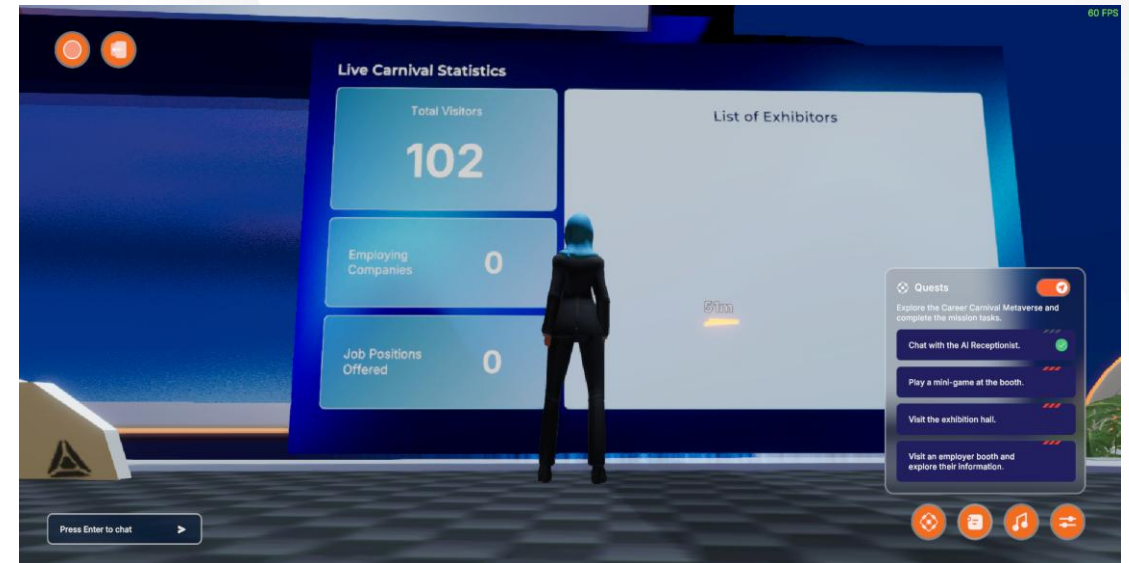 60 FPS
Live Carnival Statistics
Total Visitors
102
Employing
Companies
0
Job Positions
Offered
0
List of Exhibitors
51m
Quests
Explore the Career Carnival Metaverse and
complete the mission tasks.
Chat with the AI Receptionist.
Play a mini-game at the booth.
Visit the exhibition hall.
Visit an employer booth and
explore their information.
Press Enter to chat